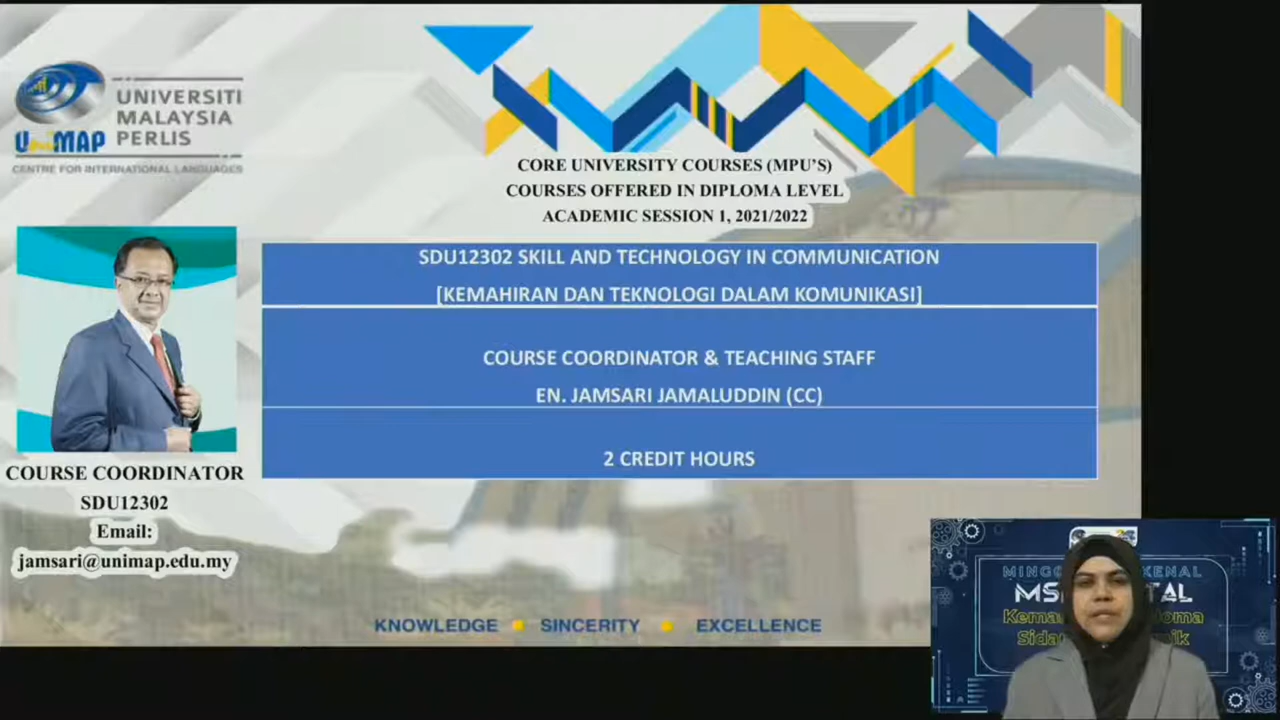 UNIVERSITI
MALAYSIA
PERLIS
UniMAP
CENTRE FOR INTERNATIONAL LANGUAGES
CORE UNIVERSITY COURSES (MPU'S)
COURSES OFFERED IN DIPLOMA LEVEL
ACADEMIC SESSION 1, 2021/2022
SDU12302 SKILL AND TECHNOLOGY IN COMMUNICATION
[KEMAHIRAN DAN TEKNOLOGI DALAM KOMUNIKASI]
COURSE COORDINATOR & TEACHING STAFF
EN. JAMSARI JAMALUDDIN (CC)
2 CREDIT HOURS
COURSE COORDINATOR
SDU12302
Email:
jamsari@unimap.edu.my
KNOWLEDGE SINCERITY EXCELLENCE